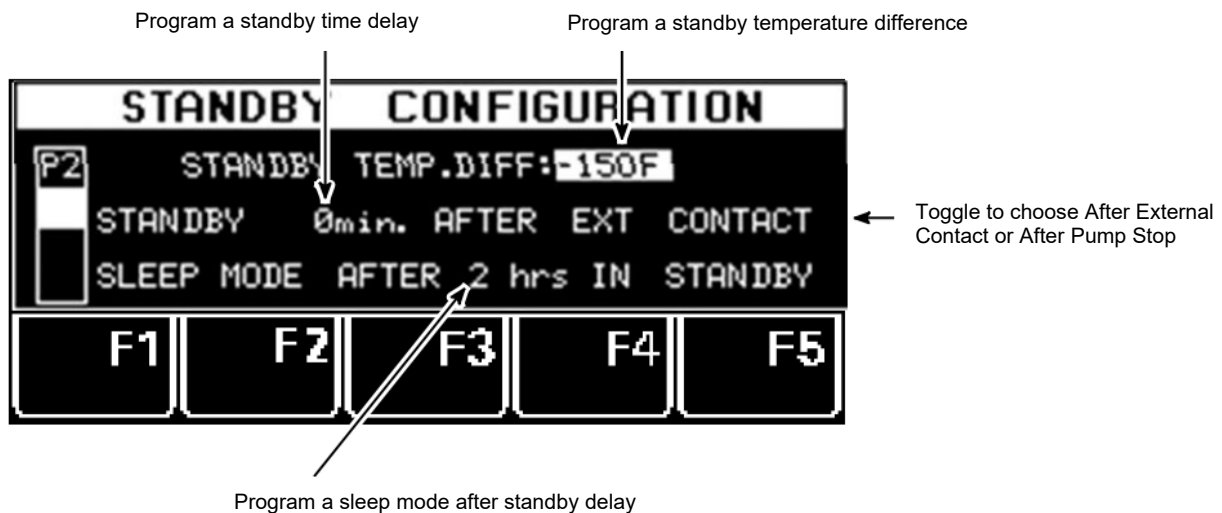 Program a standby time delay
Program a standby temperature difference
STANDBY CONFIGURATION
P2 STANDBY TEMP.DIFF:-150F
STANDBY 0min. AFTER EXT CONTACT
Toggle to choose After External
Contact or After Pump Stop
SLEEP MODE AFTER 2 hrs IN STANDBY
F1 F2 F3 F4 F5
Program a sleep mode after standby delay